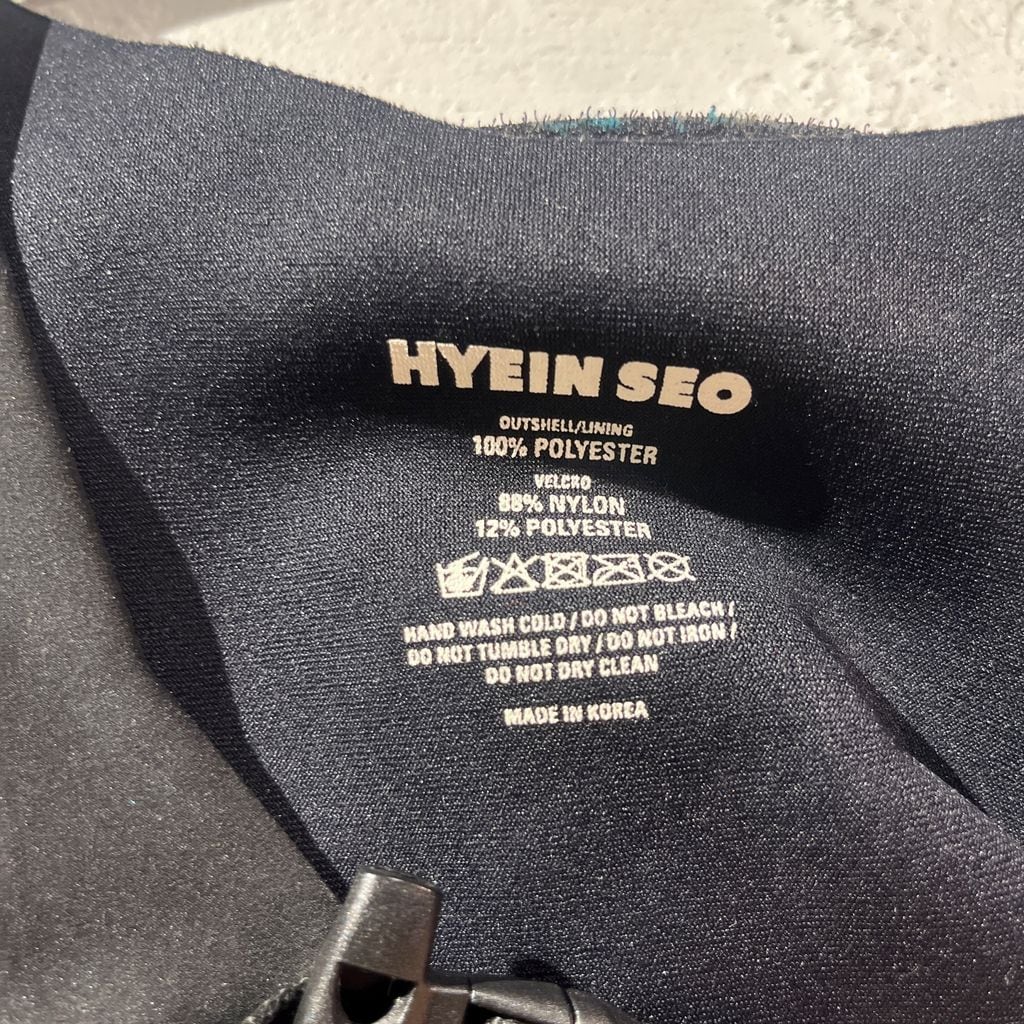 HYEIN SEO
OUTSHELL/LINING
100% POLYESTER
VELCRO
88% NYLON
12% POLYESTER
HAND WASH COLD / DO NOT BLEACH /
DO NOT TUMBLE DRY / DO NOT IRON /
DO NOT DRY CLEAN
MADE IN KOREA